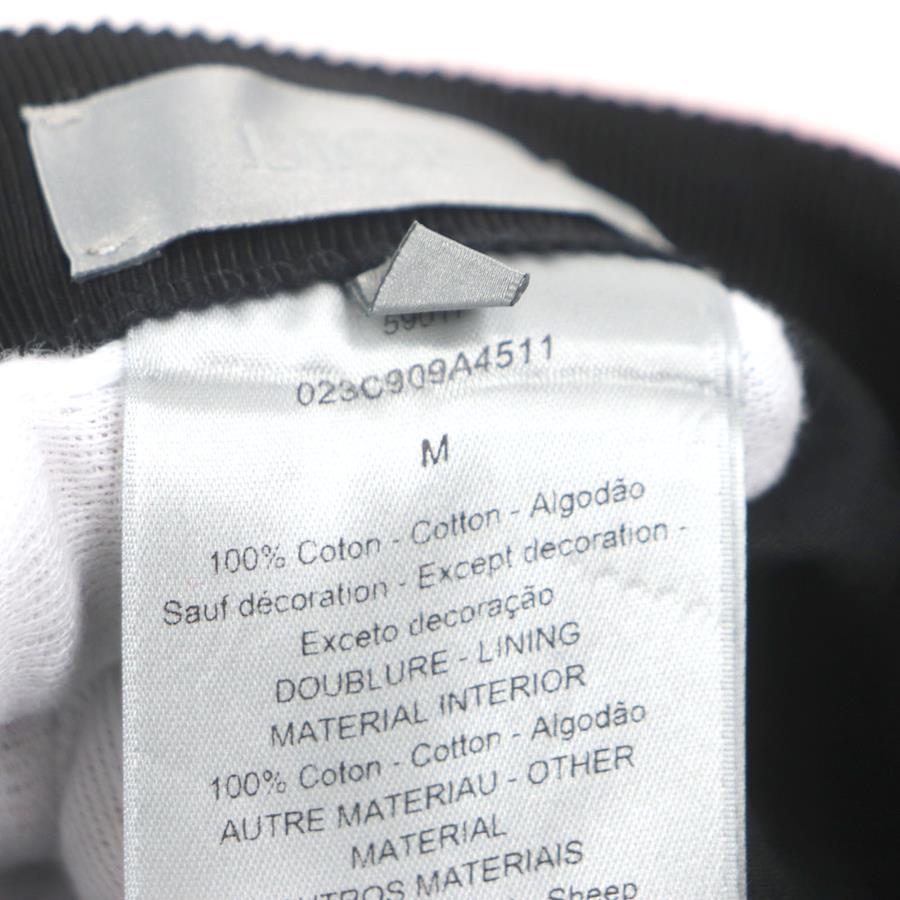 023C909A4511
M
100% Coton - Cotton - Algodão
Sauf décoration - Except decoration -
Exceto decoração
DOUBLURE - LINING
MATERIAL INTERIOR
100% Coton - Cotton - Algodão
AUTRE MATERIAU - OTHER
MATERIAL
OUTROS MATERIAIS
Sheep